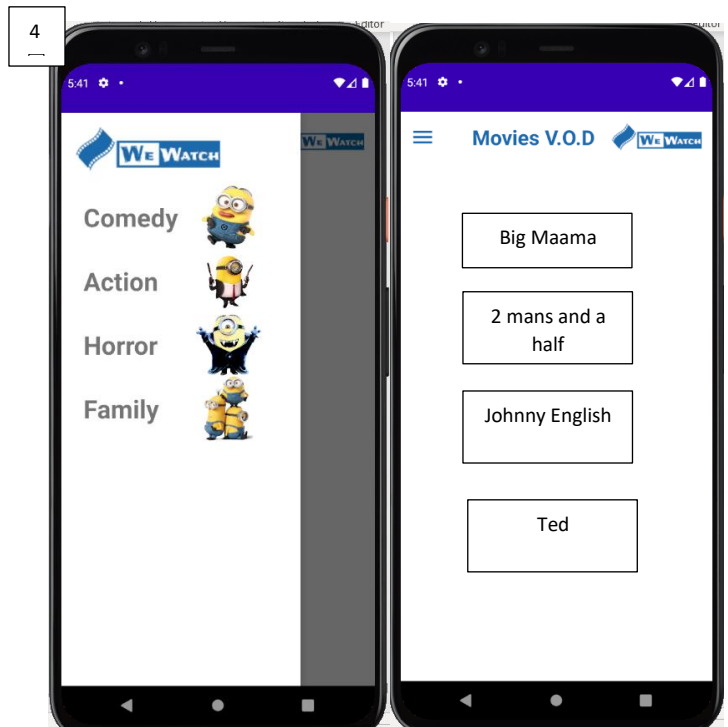 Editor
4
5:41
WE WATCH
WE WATCH
Comedy
Action
Horror
Family
5:41
Movies V.O.D
WE WATCH
Big Maama
2 mans and a
half
Johnny English
Ted